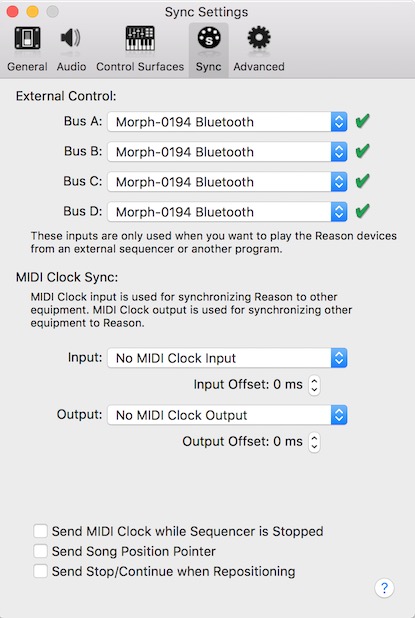 Sync Settings
General Audio Control Surfaces Sync Advanced
External Control:
Bus A: Morph-0194 Bluetooth
Bus B: Morph-0194 Bluetooth
Bus C: Morph-0194 Bluetooth
Bus D: Morph-0194 Bluetooth
These inputs are only used when you want to play the Reason devices
from an external sequencer or another program.
MIDI Clock Sync:
MIDI Clock input is used for synchronizing Reason to other
equipment. MIDI Clock output is used for synchronizing other
equipment to Reason.
Input: No MIDI Clock Input
Input Offset: 0 ms
Output: No MIDI Clock Output
Output Offset: 0 ms
Send MIDI Clock while Sequencer is Stopped
Send Song Position Pointer
Send Stop/Continue when Repositioning
?